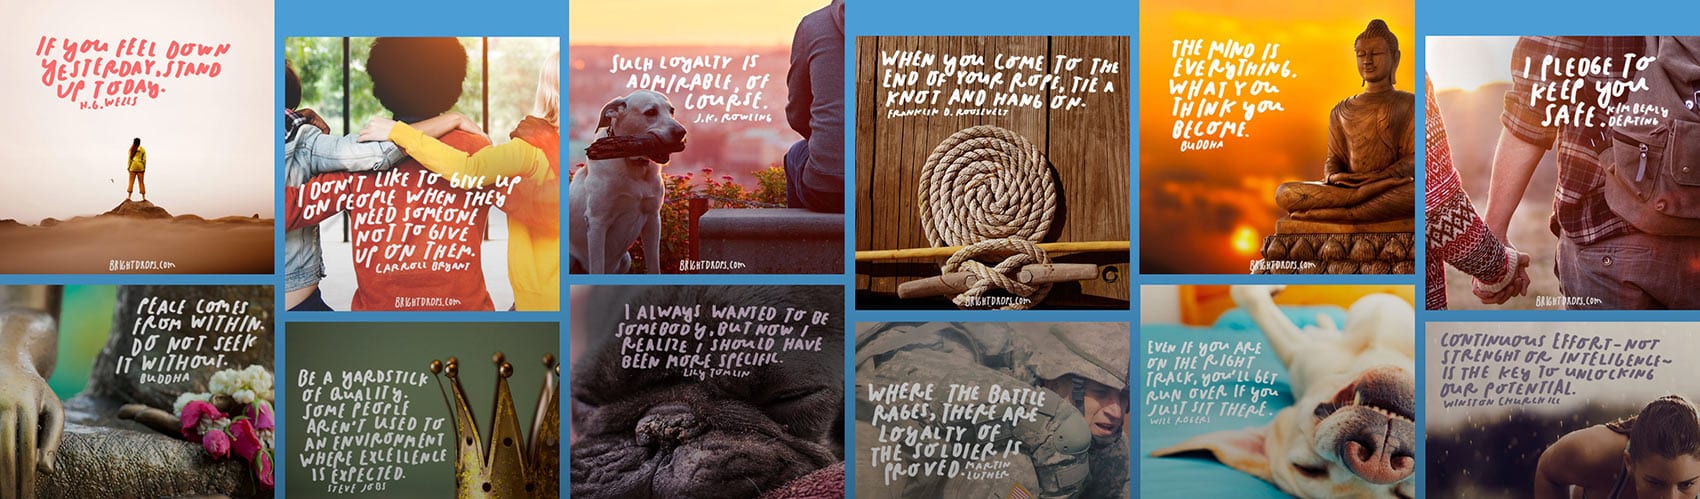 IF YOU FEEL DOWN
YESTERDAY, STAND
UP TODAY.
H.G. WELLS
BRIGHTDROPS.COM
I DON'T LIKE TO GIVE UP
ON PEOPLE WHEN THEY
NEED SOMEONE
NOT TO GIVE
UP ON THEM.
CARROLL BRYANT
BRIGHTDROPS.COM
SUCH LOYALTY IS
ADMIRABLE, OF
COURSE.
J.K. ROWLING
BRIGHTDROPS.COM
WHEN YOU COME TO THE
END OF YOUR ROPE, TIE A
KNOT AND HANG ON.
FRANKLIN D. ROOSEVELT
BRIGHTDROPS.COM
THE MIND IS
EVERYTHING.
WHAT YOU
THINK YOU
BECOME.
BUDDHA
BRIGHTDROPS.COM
I PLEDGE TO
KEEP YOU
SAFE.
KIMBERLY
DERTING
BRIGHTDROPS.COM
PEACE COMES
FROM WITHIN.
DO NOT SEEK
IT WITHOUT.
BUDDHA
BE A YARDSTICK
OF QUALITY.
SOME PEOPLE
AREN'T USED TO
AN ENVIRONMENT
WHERE EXCELLENCE
IS EXPECTED.
STEVE JOBS
I ALWAYS WANTED TO BE
SOMEBODY, BUT NOW I
REALIZE I SHOULD HAVE
BEEN MORE SPECIFIC.
LILY TOMLIN
WHERE THE BATTLE
RAGES, THERE ARE
LOYALTY OF
THE SOLDIER IS
PROVED.
MARTIN
LUTHER
EVEN IF YOU ARE
ON THE RIGHT
TRACK, YOU'LL GET
RUN OVER IF YOU
JUST SIT THERE.
WILL ROGERS
CONTINUOUS EFFORT-NOT
STRENGHT OR INTELIGENCE-
IS THE KEY TO UNLOCKING
OUR POTENTIAL.
WINSTON CHURCHILL